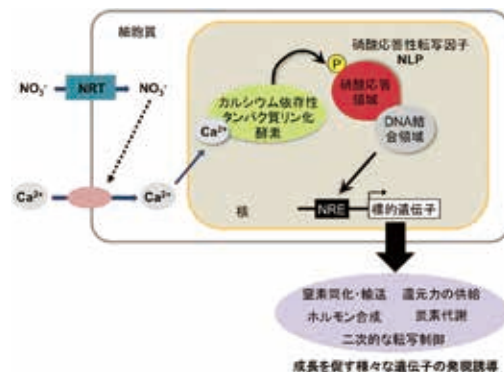 細胞質
硝酸応答性転写因子
NLP
NO₃⁻
NRT
NO₃⁻
P
硝酸応答
領域
カルシウム依存性
タンパク質リン化
酵素
Ca²⁺
DNA結
合領域
Ca²⁺
Ca²⁺
核
NRE
標的遺伝子
窒素同化・輸送 還元力の供給
ホルモン合成 炭素代謝
二次的な転写制御
成長を促す様々な遺伝子の発現誘導